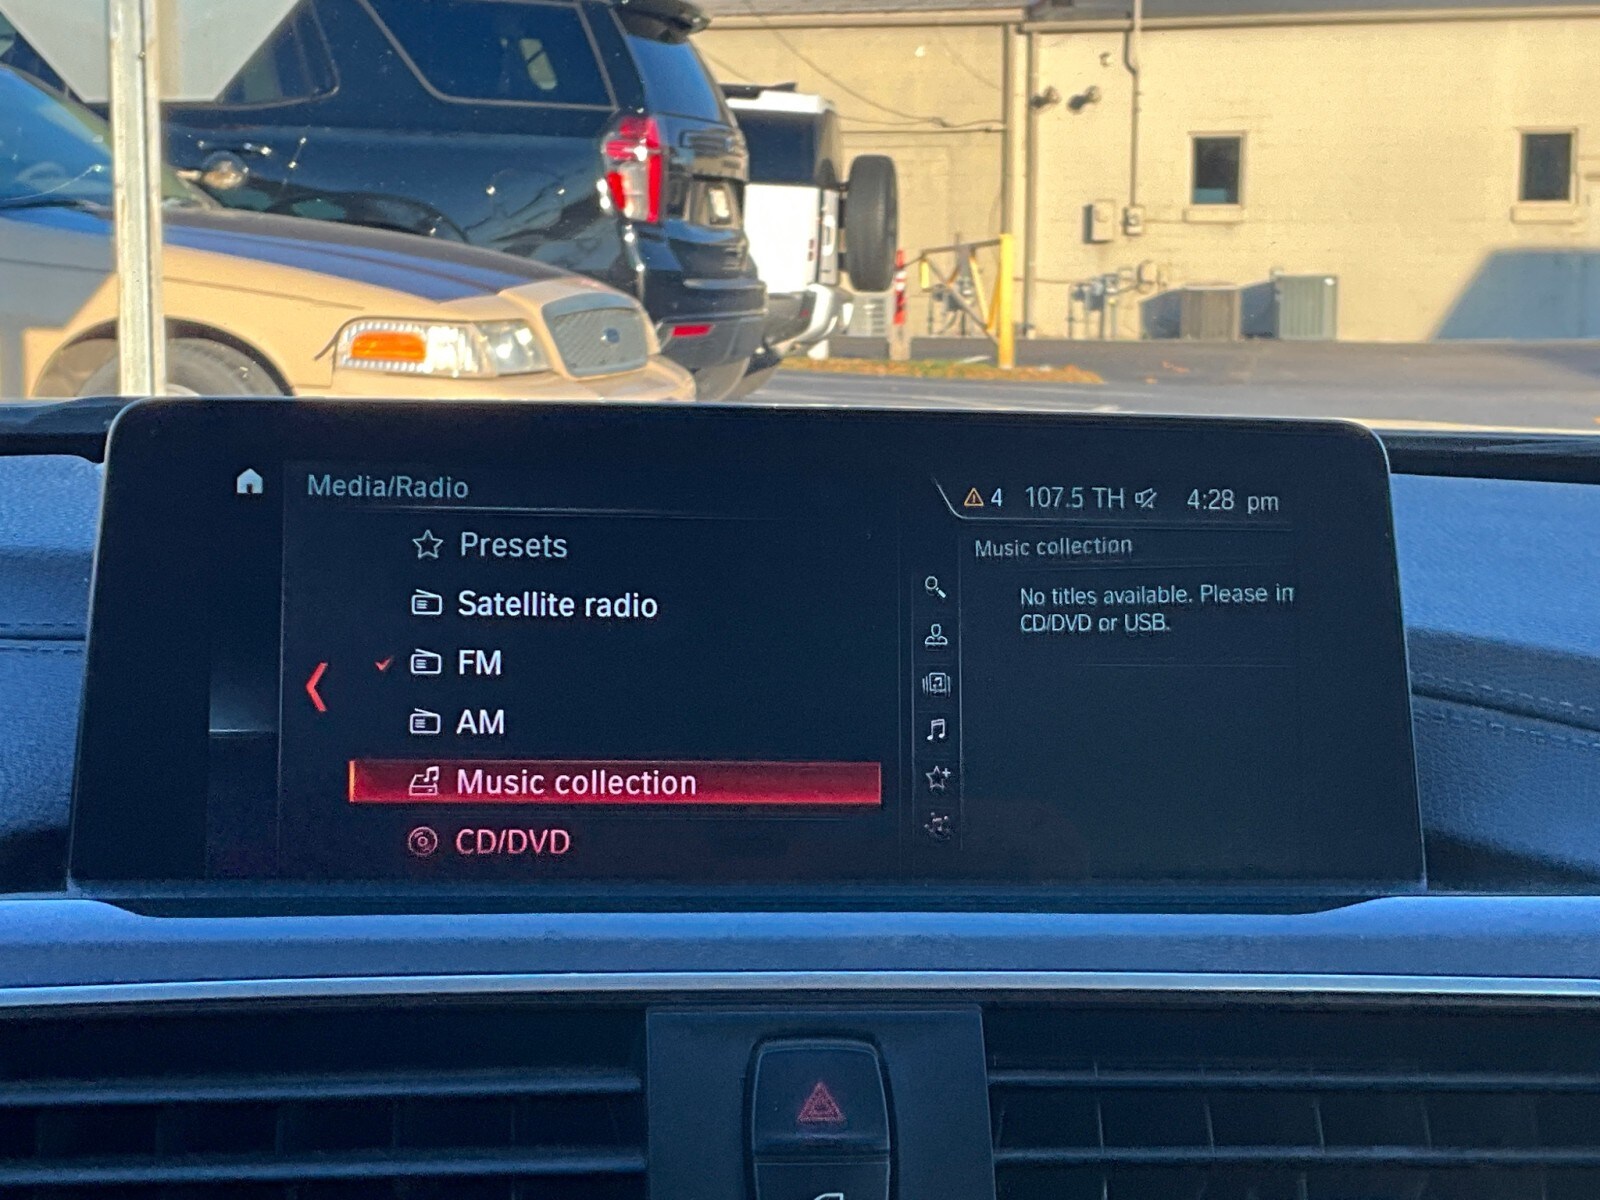 Media/Radio
4 107.5 TH 4:28 pm
Presets
Satellite radio
FM
AM
Music collection
CD/DVD
Music collection
No titles available. Please in
CD/DVD or USB.